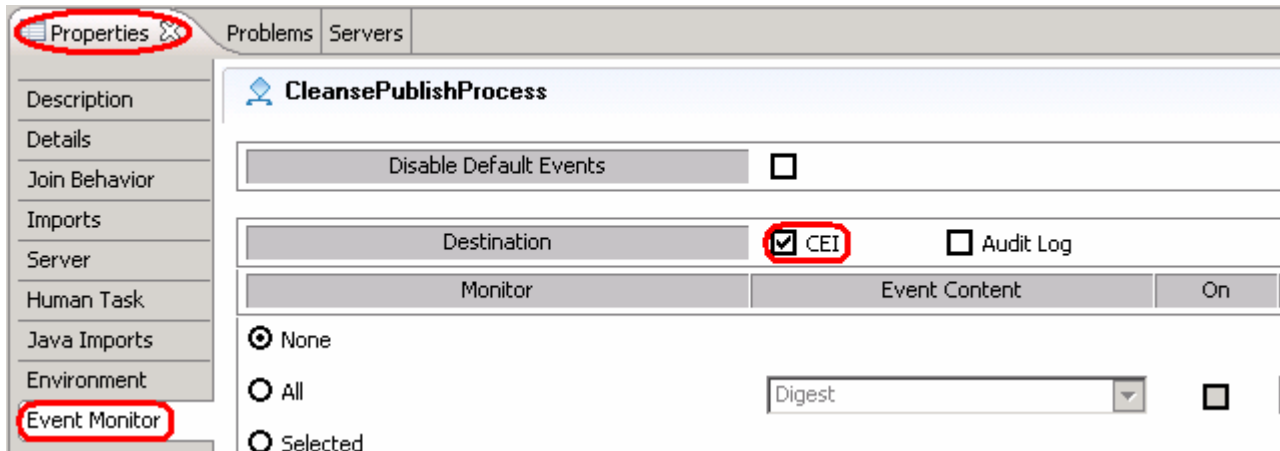 Properties Problems Servers
Description
Details
Join Behavior
Imports
Server
Human Task
Java Imports
Environment
Event Monitor
CleansePublishProcess
Disable Default Events
Destination CEI Audit Log
Monitor Event Content On
None
All Digest
Selected